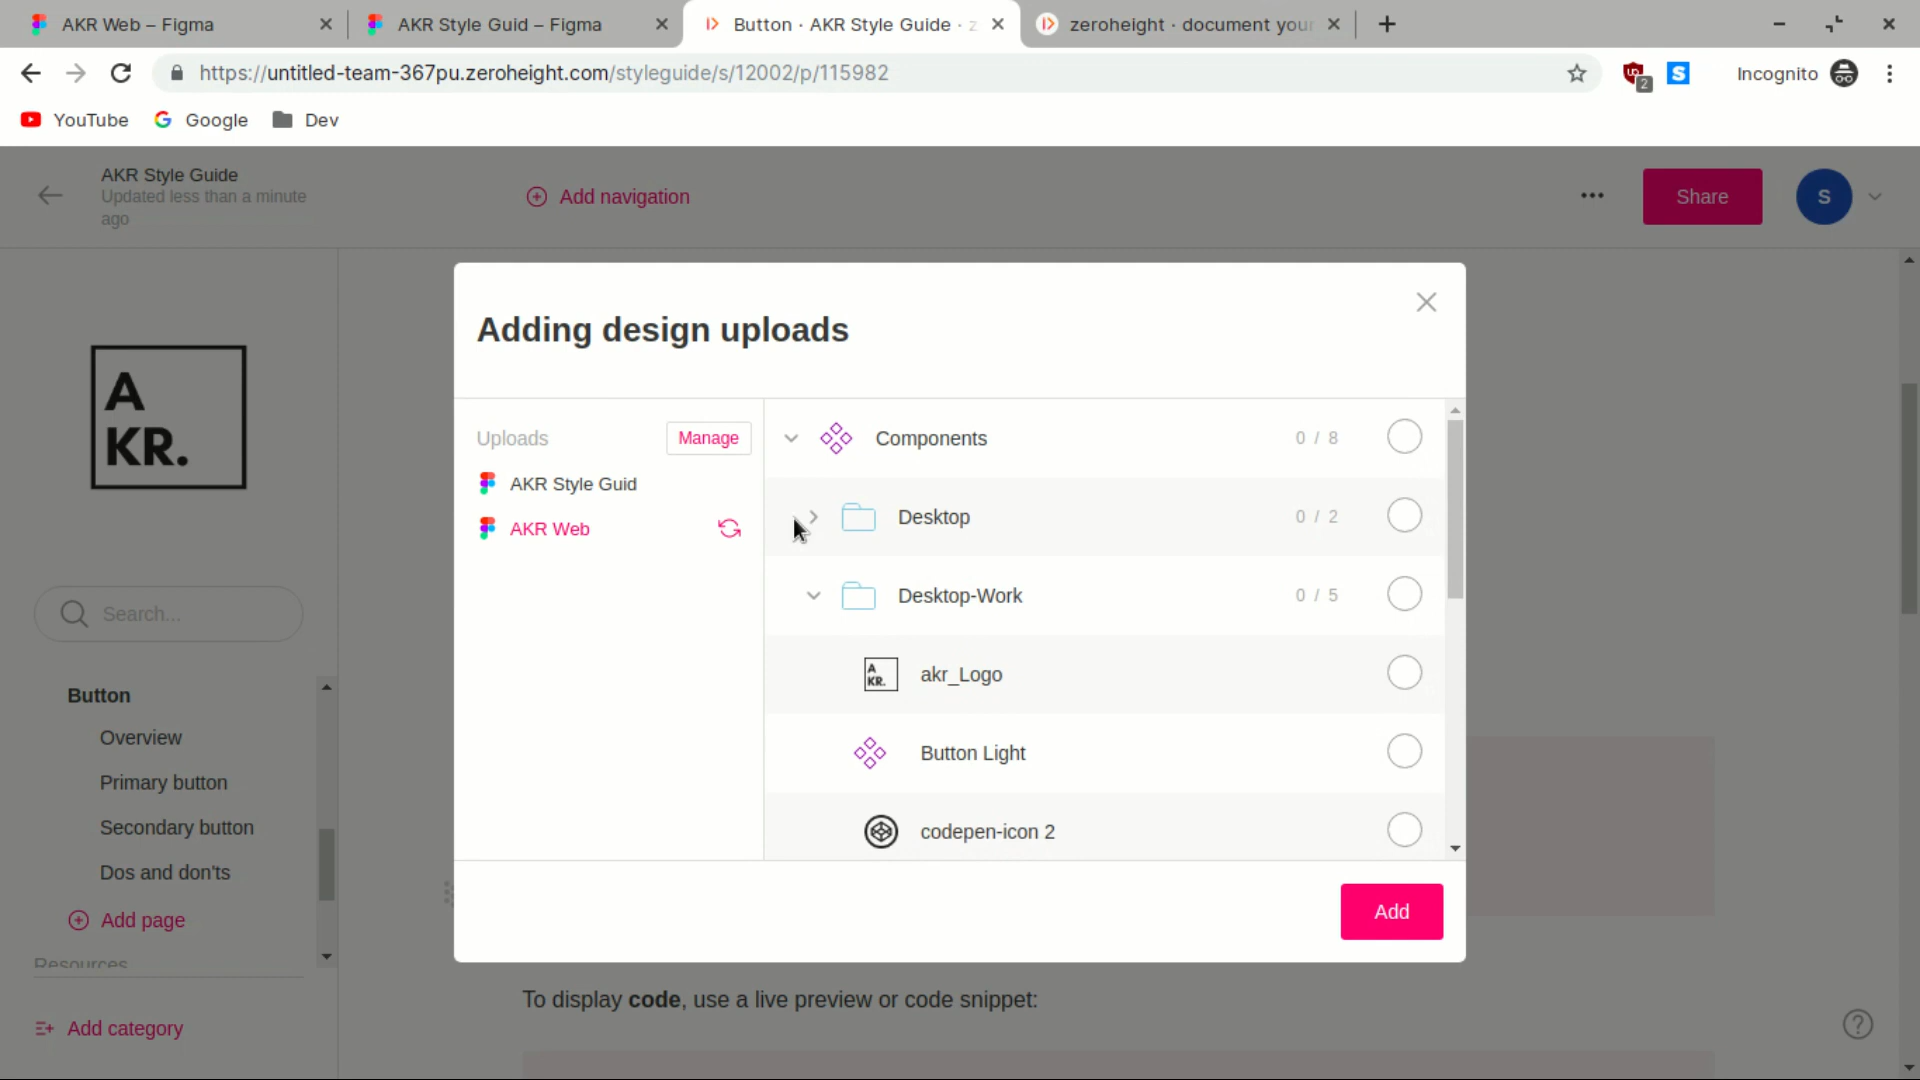 AKR Web – Figma
AKR Style Guid – Figma
Button · AKR Style Guide ·
zeroheight · document your
https://untitled-team-367pu.zeroheight.com/styleguide/s/12002/p/115982
2
S
Incognito
YouTube
Google
Dev
AKR Style Guide
Updated less than a minute
ago
Add navigation
Share
S
A
KR.
Search...
Button
Overview
Primary button
Secondary button
Dos and don'ts
Add page
Resources
Add category
Adding design uploads
Uploads
Manage
AKR Style Guid
AKR Web
Components
0 / 8
Desktop
0 / 2
Desktop-Work
0 / 5
A
KR.
akr_Logo
Button Light
codepen-icon 2
Add
To display code, use a live preview or code snippet: